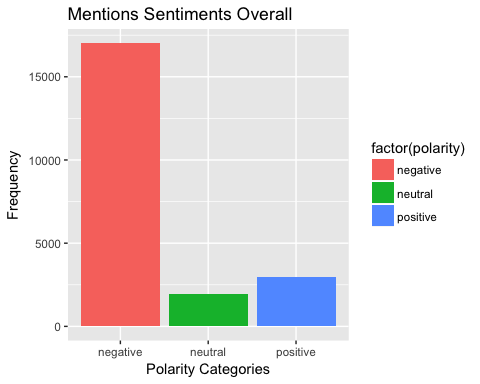 Mentions Sentiments Overall
Frequency
15000
10000
5000
0
negative
neutral
positive
Polarity Categories
factor(polarity)
negative
neutral
positive